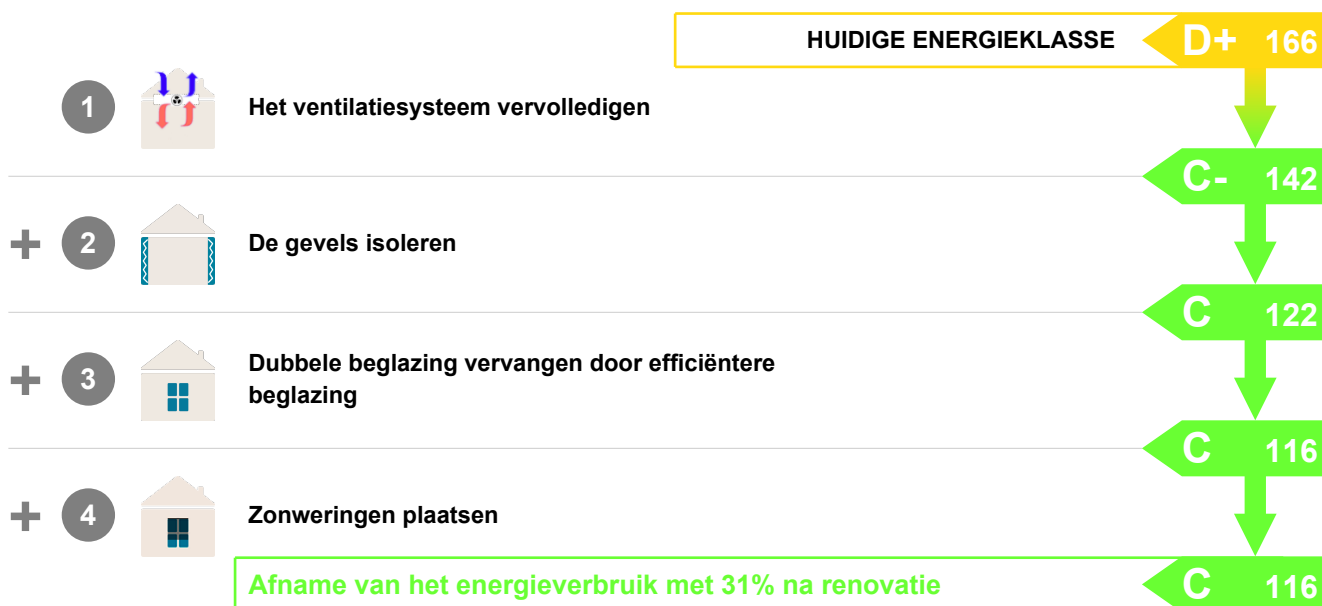 HUIDIGE ENERGIEKLASSE D+ 166
1 Het ventilatiesysteem vervolledigen
C- 142
+ 2 De gevels isoleren
C 122
+ 3 Dubbele beglazing vervangen door efficiëntere
beglazing
C 116
+ 4 Zonweringen plaatsen
Afname van het energieverbruik met 31% na renovatie C 116